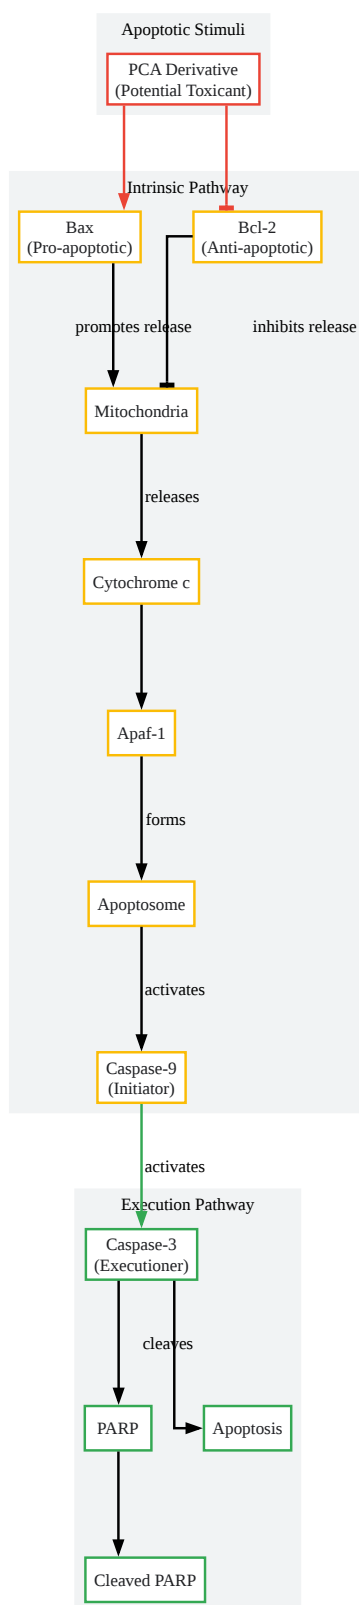 Apoptotic Stimuli
PCA Derivative
(Potential Toxicant)
Intrinsic Pathway
Bax
(Pro-apoptotic)
Bcl-2
(Anti-apoptotic)
promotes release
inhibits release
Mitochondria
releases
Cytochrome c
Apaf-1
forms
Apoptosome
activates
Caspase-9
(Initiator)
activates
Execution Pathway
Caspase-3
(Executioner)
cleaves
PARP
Apoptosis
Cleaved PARP